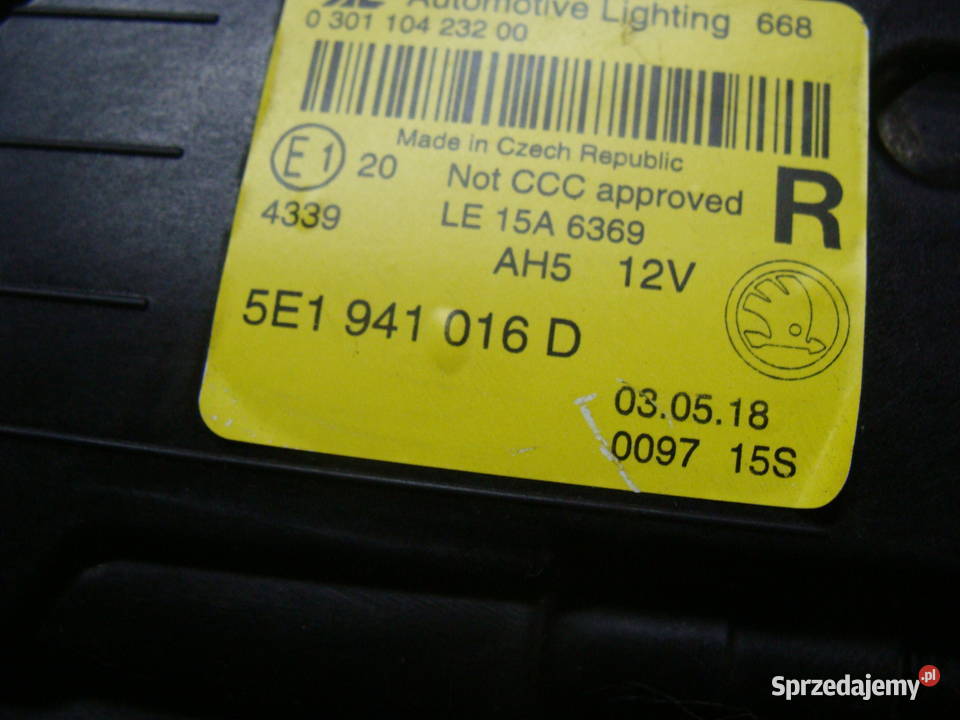 Automotive Lighting 668
0 301 104 232 00
Made in Czech Republic
E1 20 Not CCC approved R
4339 LE 15A 6369
AH5 12V
5E1 941 016 D
03.05.18
0097 15S
Sprzedajemy.pl